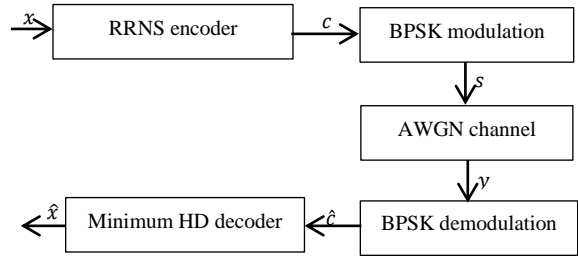 x
RRNS encoder
c
BPSK modulation
s
AWGN channel
y
BPSK demodulation
ĉ
Minimum HD decoder
x̂